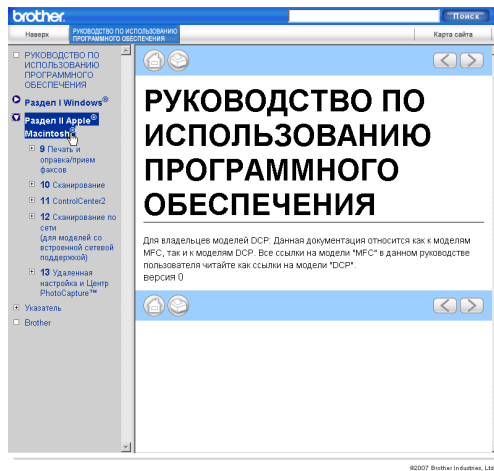 brother.
Поиск
Наверх
РУКОВОДСТВО ПО ИСПОЛЬЗОВАНИЮ
ПРОГРАММНОГО ОБЕСПЕЧЕНИЯ
Карта сайта
РУКОВОДСТВО ПО
ИСПОЛЬЗОВАНИЮ
ПРОГРАММНОГО
ОБЕСПЕЧЕНИЯ
Раздел I Windows®
Раздел II Apple®
Macintosh®
9 Печать и
оправка/прием
факсов
10 Сканирование
11 ControlCenter2
12 Сканирование по
сети
(для моделей со
встроенной сетевой
поддержкой)
13 Удаленная
настройка и Центр
PhotoCapture™
Указатель
Brother
РУКОВОДСТВО ПО
ИСПОЛЬЗОВАНИЮ
ПРОГРАММНОГО
ОБЕСПЕЧЕНИЯ
Для владельцев моделей DCP: Данная документация относится как к моделям
MFC, так и к моделям DCP. Все ссылки на модели "MFC" в данном руководстве
пользователя читайте как ссылки на модели "DCP".
версия 0
©2007 Brother Industries, Ltd